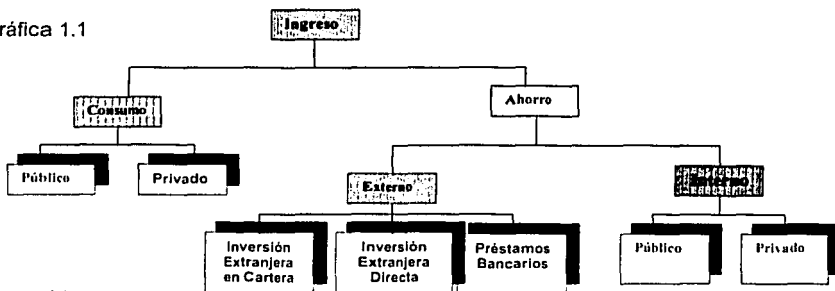 ráfica 1.1
Ingreso
Consumo
Ahorro
Público
Privado
Externo
Interno
Inversión
Extranjera
en Cartera
Inversión
Extranjera
Directa
Préstamos
Bancarios
Público
Privado